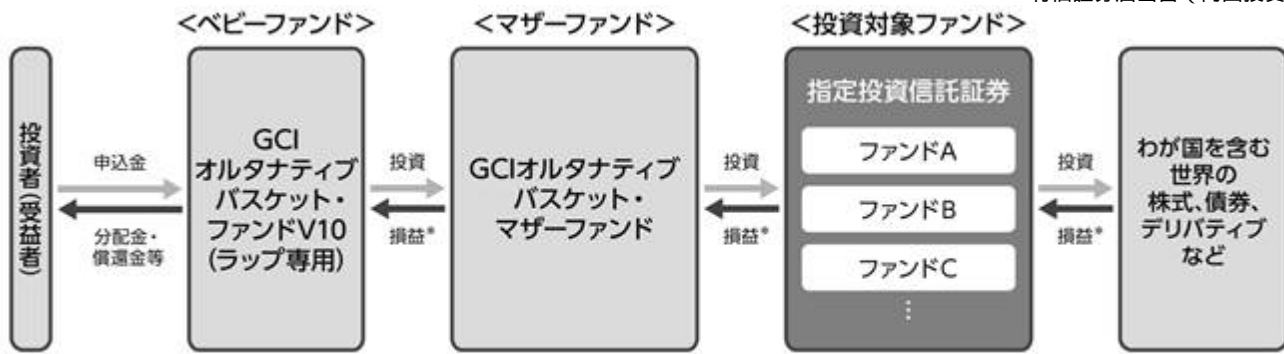 <ベビーファンド>
<マザーファンド>
<投資対象ファンド>
投資者(受益者)
申込金
分配金・
償還金等
GCI
オルタナティブ
バスケット・
ファンドV10
(ラップ専用)
投資
損益*
GCIオルタナティブ
バスケット・
マザーファンド
投資
損益*
指定投資信託証券
ファンドA
ファンドB
ファンドC
⋮
投資
損益*
わが国を含む
世界の
株式、債券、
デリバティブ
など